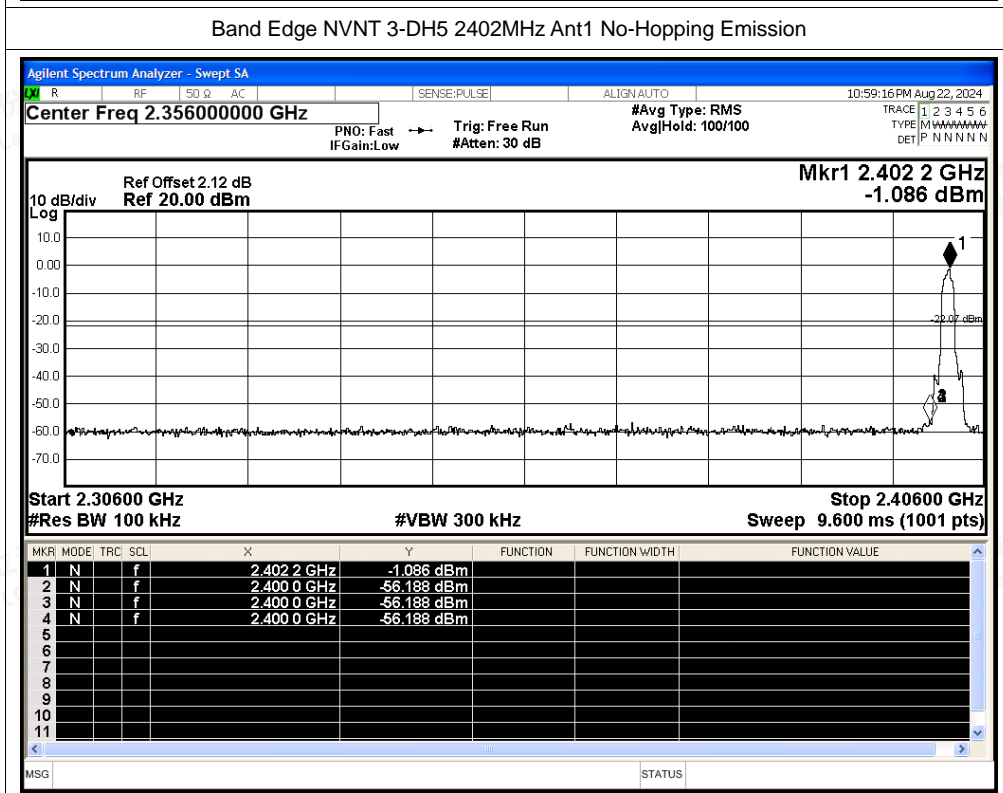 Band Edge NVNT 3-DH5 2402MHz Ant1 No-Hopping Emission
Agilent Spectrum Analyzer - Swept SA
LXI R RF 50 Ω AC SENSE:PULSE ALIGN AUTO 10:59:16 PM Aug 22, 2024
Center Freq 2.356000000 GHz
#Avg Type: RMS
TRACE 1 2 3 4 5 6
PNO: Fast Trig: Free Run Avg|Hold: 100/100
TYPE M WWWWW
IFGain:Low #Atten: 30 dB
DET P N N N N N
Mkr1 2.402 2 GHz
Ref Offset 2.12 dB
-1.086 dBm
10 dB/div Ref 20.00 dBm
Log
10.0
1
0.00
-10.0
-20.0
-22.07 dBm
-30.0
-40.0
-50.0
-60.0
-70.0
Start 2.30600 GHz Stop 2.40600 GHz
#Res BW 100 kHz #VBW 300 kHz Sweep 9.600 ms (1001 pts)
MKR MODE TRC SCL X Y FUNCTION FUNCTION WIDTH FUNCTION VALUE
1 N f 2.402 2 GHz -1.086 dBm
2 N f 2.400 0 GHz -56.188 dBm
3 N f 2.400 0 GHz -56.188 dBm
4 N f 2.400 0 GHz -56.188 dBm
5
6
7
8
9
10
11
MSG STATUS